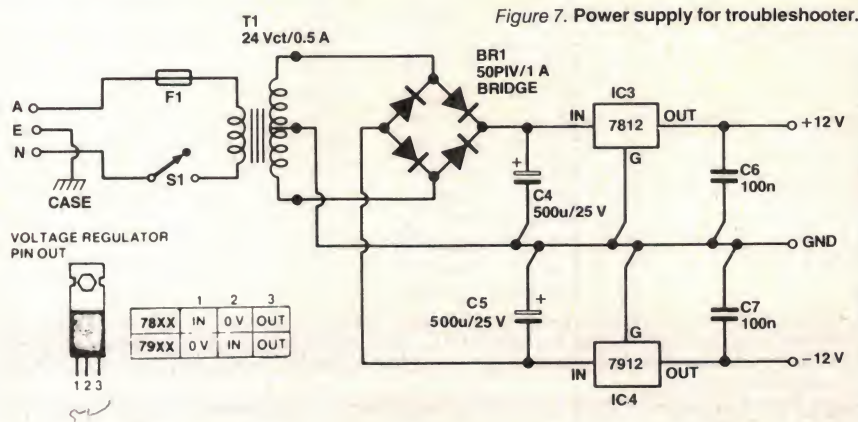 Figure 7. Power supply for troubleshooter.
T1
24 Vct/0.5 A
BR1
50PIV/1 A
BRIDGE
A
F1
E
N
S1
CASE
IC3
IN
7812
OUT
+12 V
G
+
C4
500u/25 V
C6
100n
GND
C5
500u/25 V
+
C7
100n
G
IN
7912
OUT
−12 V
IC4
VOLTAGE REGULATOR
PIN OUT
1 2 3
78XX IN 0 V OUT
79XX 0 V IN OUT
1 2 3